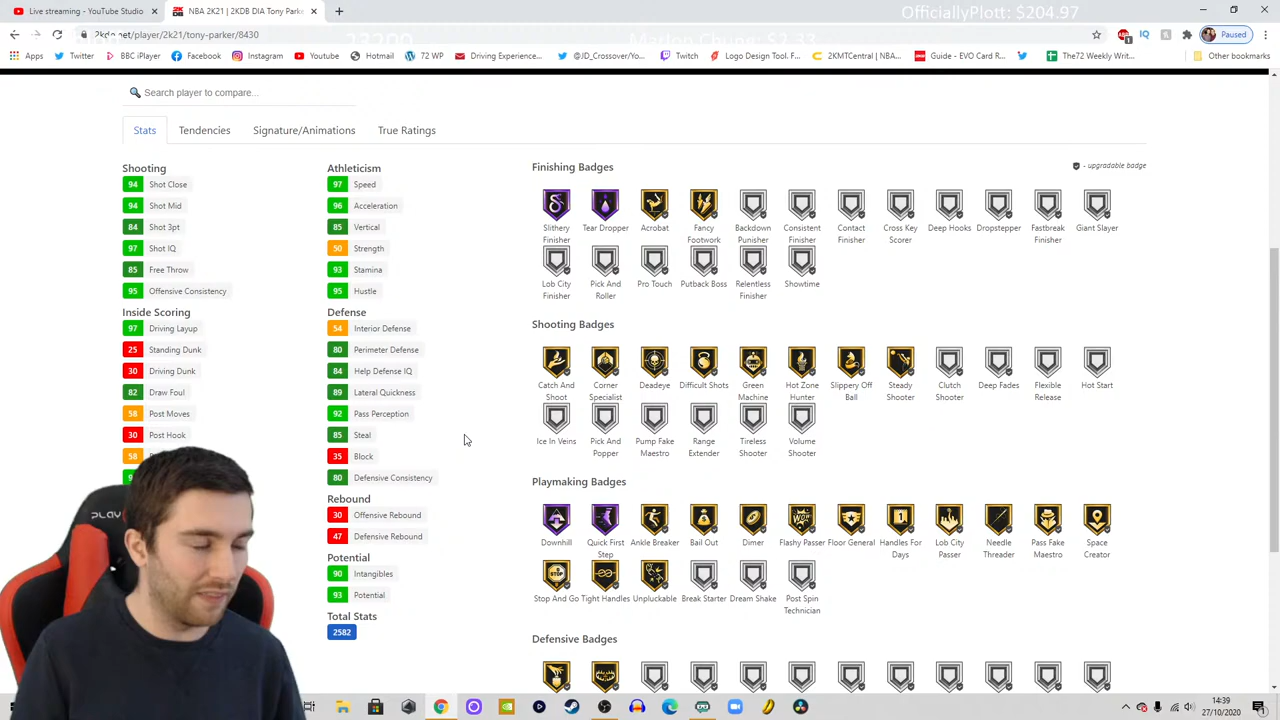 OfficiallyPlott: $204.97
Live streaming - YouTube Studio
NBA 2K21 | 2KDB DIA Tony Parke
2kdb.net/player/2K21/tony-parker/8430
Marlon Chung: $2.33
Paused
Apps
Twitter
BBC iPlayer
Facebook
Instagram
Youtube
Hotmail
72 WP
Driving Experience...
@JD_Crossover/Yo...
Twitch
Logo Design Tool. F...
2KMTCentral | NBA...
Guide - EVO Card R...
The72 Weekly Writ...
Other bookmarks
Search player to compare...
Stats
Tendencies
Signature/Animations
True Ratings
Shooting
94 Shot Close
94 Shot Mid
84 Shot 3pt
97 Shot IQ
85 Free Throw
95 Offensive Consistency
Inside Scoring
97 Driving Layup
25 Standing Dunk
30 Driving Dunk
82 Draw Foul
58 Post Moves
30 Post Hook
58
Athleticism
97 Speed
96 Acceleration
85 Vertical
50 Strength
93 Stamina
95 Hustle
Defense
54 Interior Defense
80 Perimeter Defense
84 Help Defense IQ
89 Lateral Quickness
92 Pass Perception
85 Steal
35 Block
80 Defensive Consistency
Rebound
30 Offensive Rebound
47 Defensive Rebound
Potential
90 Intangibles
93 Potential
Total Stats
2582
Finishing Badges
- upgradable badge
Slithery Finisher
Tear Dropper
Acrobat
Fancy Footwork
Backdown Punisher
Consistent Finisher
Contact Finisher
Cross Key Scorer
Deep Hooks
Dropstepper
Fastbreak Finisher
Giant Slayer
Lob City Finisher
Pick And Roller
Pro Touch
Putback Boss
Relentless Finisher
Showtime
Shooting Badges
Catch And Shoot
Corner Specialist
Deadeye
Difficult Shots
Green Machine
Hot Zone Hunter
Slippery Off Ball
Steady Shooter
Clutch Shooter
Deep Fades
Flexible Release
Hot Start
Ice In Veins
Pick And Popper
Pump Fake Maestro
Range Extender
Tireless Shooter
Volume Shooter
Playmaking Badges
Downhill
Quick First Step
Ankle Breaker
Bail Out
Dimer
Flashy Passer
Floor General
Handles For Days
Lob City Passer
Needle Threader
Pass Fake Maestro
Space Creator
Stop And Go
Tight Handles
Unpluckable
Break Starter
Dream Shake
Post Spin Technician
Defensive Badges
14:39
27/10/2020